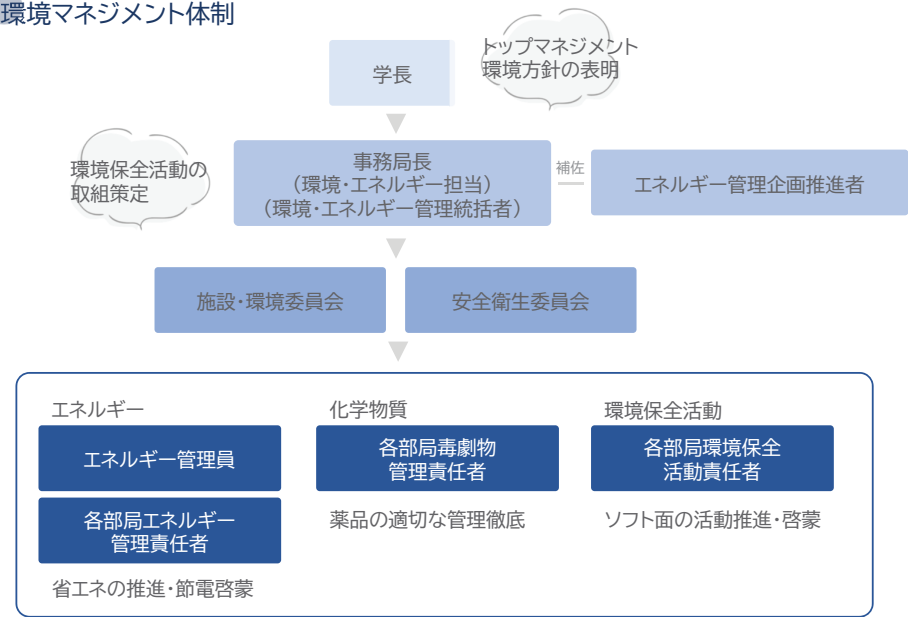 環境マネジメント体制
学長
トップマネジメント
環境方針の表明
環境保全活動の
取組策定
事務局長
（環境・エネルギー担当）
（環境・エネルギー管理統括者）
補佐
エネルギー管理企画推進者
施設・環境委員会
安全衛生委員会
エネルギー
エネルギー管理員
各部局エネルギー
管理責任者
省エネの推進・節電啓蒙
化学物質
各部局毒劇物
管理責任者
薬品の適切な管理徹底
環境保全活動
各部局環境保全
活動責任者
ソフト面の活動推進・啓蒙